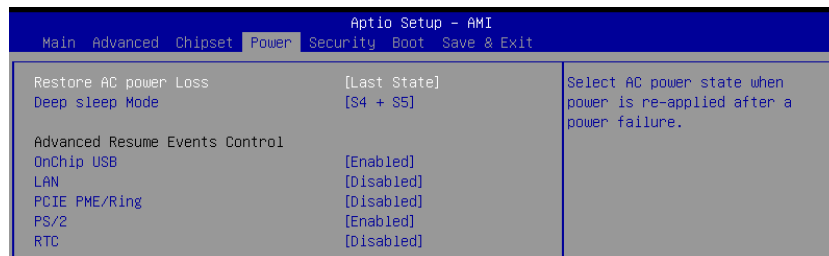 Aptio Setup – AMI
Main Advanced Chipset Power Security Boot Save & Exit
Restore AC power Loss [Last State]
Deep sleep Mode [S4 + S5]
Advanced Resume Events Control
OnChip USB [Enabled]
LAN [Disabled]
PCIE PME/Ring [Disabled]
PS/2 [Enabled]
RTC [Disabled]
Select AC power state when
power is re-applied after a
power failure.